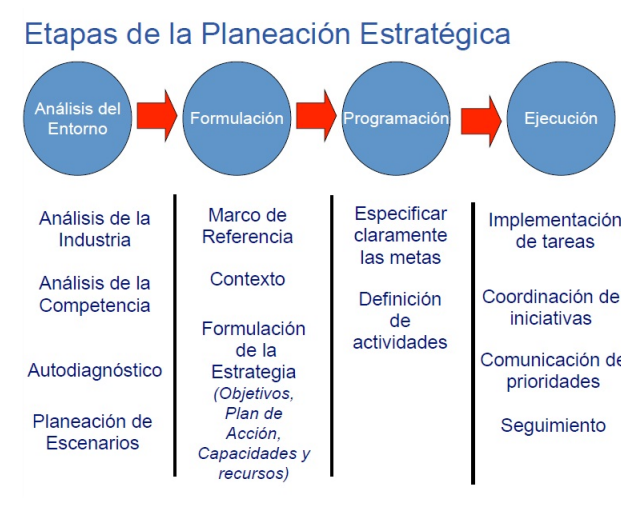 Etapas de la Planeación Estratégica
Análisis del
Entorno
Formulación
Programación
Ejecución
Análisis de la
Industria
Análisis de la
Competencia
Autodiagnóstico
Planeación de
Escenarios
Marco de
Referencia
Contexto
Formulación
de la
Estrategia
(Objetivos,
Plan de
Acción,
Capacidades y
recursos)
Especificar
claramente
las metas
Definición
de
actividades
Implementación
de tareas
Coordinación de
iniciativas
Comunicación de
prioridades
Seguimiento